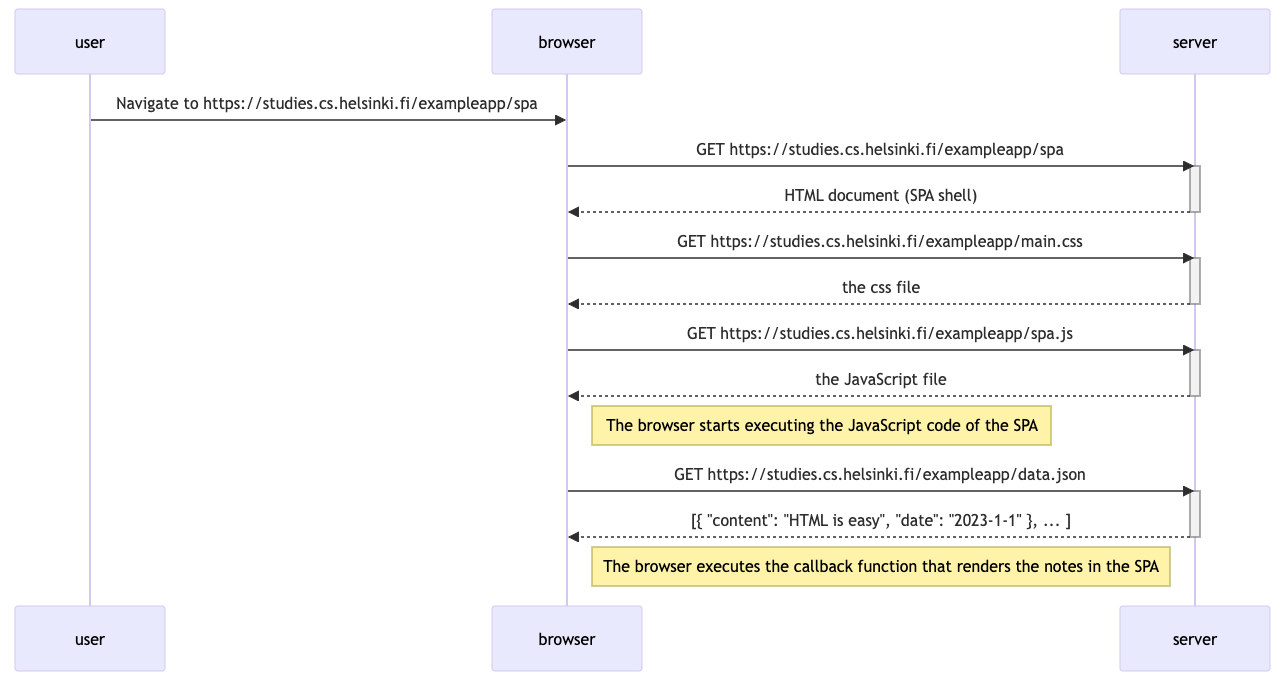 user
browser
server
Navigate to https://studies.cs.helsinki.fi/exampleapp/spa
GET https://studies.cs.helsinki.fi/exampleapp/spa
HTML document (SPA shell)
GET https://studies.cs.helsinki.fi/exampleapp/main.css
the css file
GET https://studies.cs.helsinki.fi/exampleapp/spa.js
the JavaScript file
The browser starts executing the JavaScript code of the SPA
GET https://studies.cs.helsinki.fi/exampleapp/data.json
[{ "content": "HTML is easy", "date": "2023-1-1" }, ... ]
The browser executes the callback function that renders the notes in the SPA
user
browser
server